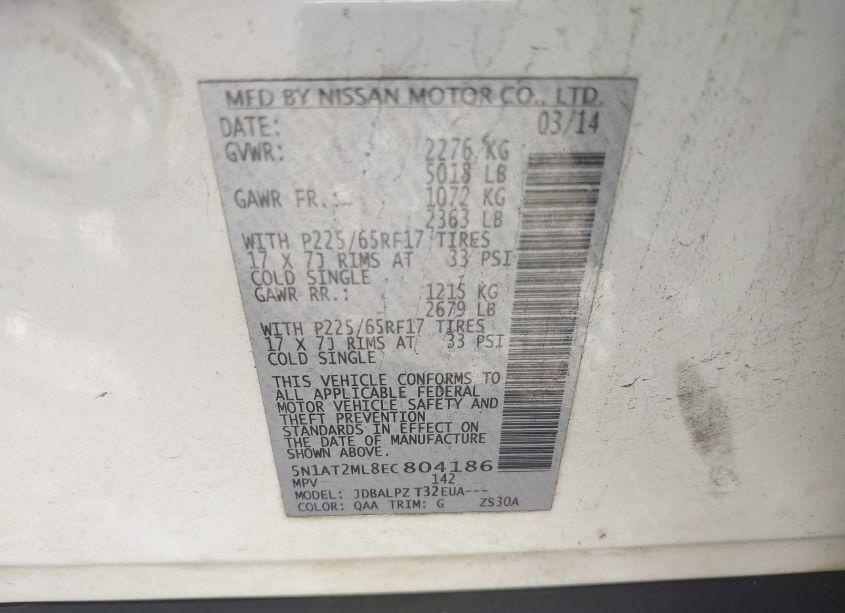 MFD BY NISSAN MOTOR CO., LTD.
DATE: 03/14
GVWR: 2276 KG
5018 LB
GAWR FR.: 1072 KG
2363 LB
WITH P225/65RF17 TIRES
17 X 7J RIMS AT 33 PSI
COLD SINGLE
GAWR RR.: 1215 KG
2679 LB
WITH P225/65RF17 TIRES
17 X 7J RIMS AT 33 PSI
COLD SINGLE
THIS VEHICLE CONFORMS TO
ALL APPLICABLE FEDERAL
MOTOR VEHICLE SAFETY AND
THEFT PREVENTION
STANDARDS IN EFFECT ON
THE DATE OF MANUFACTURE
SHOWN ABOVE.
5N1AT2ML8EC804186
MPV 142
MODEL: JDBALPZ T32EUA---
COLOR: QAA TRIM: G ZS30A